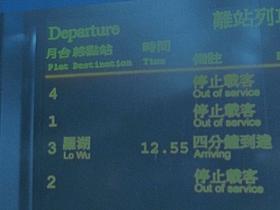 Departure 離站列
月台 終點站 時間 備註
Plat Destination Time
4 停止載客
Out of service
1 停止載客
Out of service
3 羅湖 12.55 四分鐘到達
Lo Wu Arriving
2 停止載客
Out of service